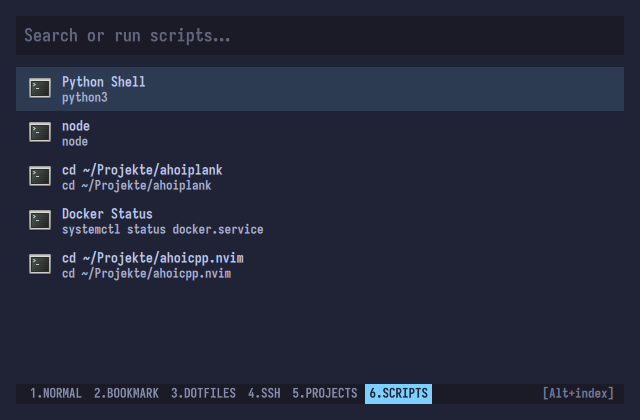 Search or run scripts...
Python Shell
python3
node
node
cd ~/Projekte/ahoiplank
cd ~/Projekte/ahoiplank
Docker Status
systemctl status docker.service
cd ~/Projekte/ahoicpp.nvim
cd ~/Projekte/ahoicpp.nvim
1.NORMAL 2.BOOKMARK 3.DOTFILES 4.SSH 5.PROJECTS 6.SCRIPTS [Alt+index]